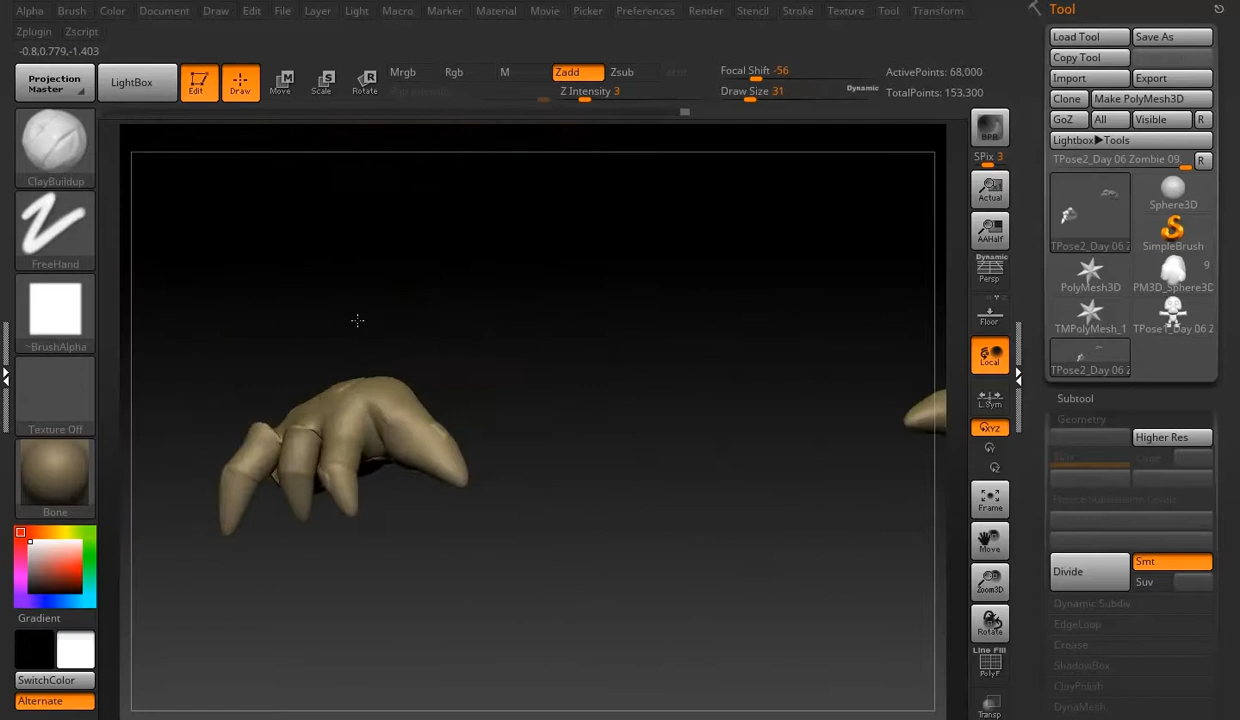 Alpha Brush Color Document Draw Edit File Layer Light Macro Marker Material Movie Picker Preferences Render Stencil Stroke Texture Tool Transform
Zplugin Zscript
-0.8,0.779,-1.403
Projection Master
LightBox
Edit
Draw
Move
Scale
Rotate
Mrgb Rgb M Zadd Zsub
Z Intensity 3
Focal Shift -56
Draw Size 31
Dynamic
ActivePoints: 68,000
TotalPoints: 153,300
ClayBuildup
FreeHand
~BrushAlpha
Texture Off
Bone
Gradient
SwitchColor
Alternate
BPR
SPix 3
Actual
AAHalf
Dynamic
Persp
Floor
Local
L.Sym
XYZ
Frame
Move
Zoom3D
Rotate
Line Fill
PolyF
Transp
Tool
Load Tool Save As
Copy Tool
Import Export
Clone Make PolyMesh3D
GoZ All Visible R
Lightbox▶Tools
TPose2_Day 06 Zombie 09. R
TPose2_Day 06 Z
Sphere3D
SimpleBrush
PolyMesh3D
9
PM3D_Sphere3D
TMPolyMesh_1
TPose1_Day 06 Z
TPose2_Day 06 Z
Subtool
Geometry
Higher Res
Divide
Smt
Suv
Dynamic Subdiv
EdgeLoop
Crease
ShadowBox
ClayPolish
DynaMesh